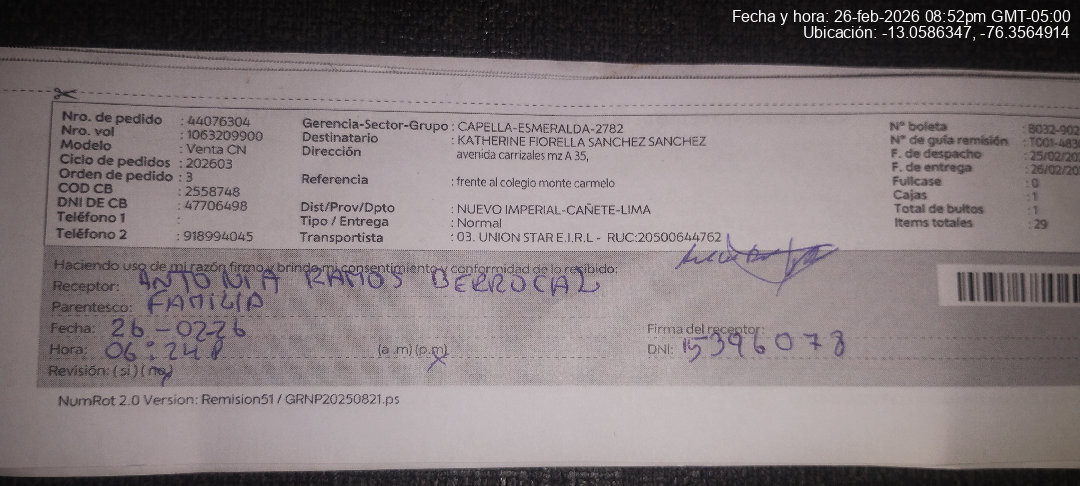 Fecha y hora: 26-feb-2026 08:52pm GMT-05:00
Ubicación: -13.0586347, -76.3564914
Nro. de pedido : 44076304
Nro. vol : 1063209900
Modelo : Venta CN
Ciclo de pedidos : 202603
Orden de pedido : 3
COD CB : 2558748
DNI DE CB : 47706498
Teléfono 1 :
Teléfono 2 : 918994045
Gerencia-Sector-Grupo : CAPELLA-ESMERALDA-2782
Destinatario : KATHERINE FIORELLA SANCHEZ SANCHEZ
Dirección avenida carrizales mz A 35,
Referencia : frente al colegio monte carmelo
Dist/Prov/Dpto : NUEVO IMPERIAL-CAÑETE-LIMA
Tipo / Entrega : Normal
Transportista : 03. UNION STAR E.I.R.L - RUC:20500644762
N° boleta : B032-902
N° de guía remisión : T001-483
F. de despacho : 25/02/20
F. de entrega : 26/02/20
Fullcase : 0
Cajas : 1
Total de bultos : 1
Items totales : 29
Haciendo uso de mi razón firmo y brindo mi consentimiento y conformidad de lo recibido:
Receptor: ANTONIA RAMOS BERROCAL
Parentesco: FAMILIA
Fecha: 26-02-26
Hora: 06:24 (a.m) (p.m)
Revisión: (si) (no)
Firma del receptor:
DNI: 15396078
NumRot 2.0 Version: Remision51 / GRNP20250821.ps